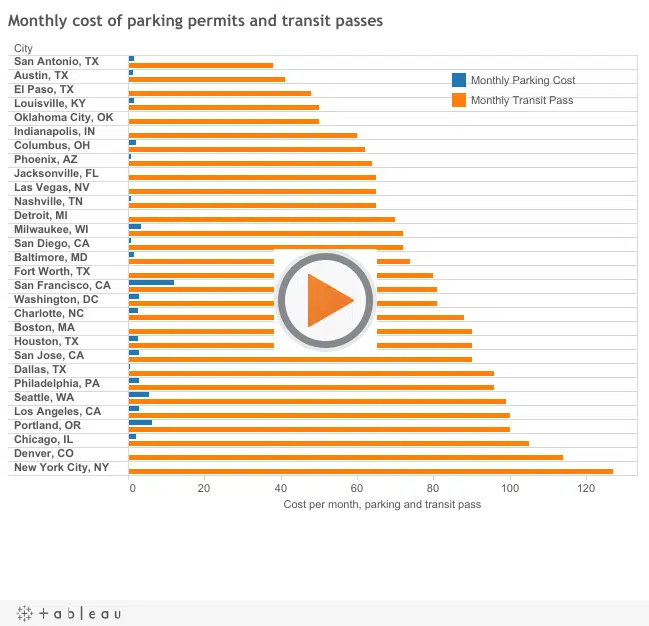 Monthly cost of parking permits and transit passes
City
San Antonio, TX
Austin, TX
El Paso, TX
Louisville, KY
Oklahoma City, OK
Indianapolis, IN
Columbus, OH
Phoenix, AZ
Jacksonville, FL
Las Vegas, NV
Nashville, TN
Detroit, MI
Milwaukee, WI
San Diego, CA
Baltimore, MD
Fort Worth, TX
San Francisco, CA
Washington, DC
Charlotte, NC
Boston, MA
Houston, TX
San Jose, CA
Dallas, TX
Philadelphia, PA
Seattle, WA
Los Angeles, CA
Portland, OR
Chicago, IL
Denver, CO
New York City, NY
Monthly Parking Cost
Monthly Transit Pass
0 20 40 60 80 100 120
Cost per month, parking and transit pass
tableau